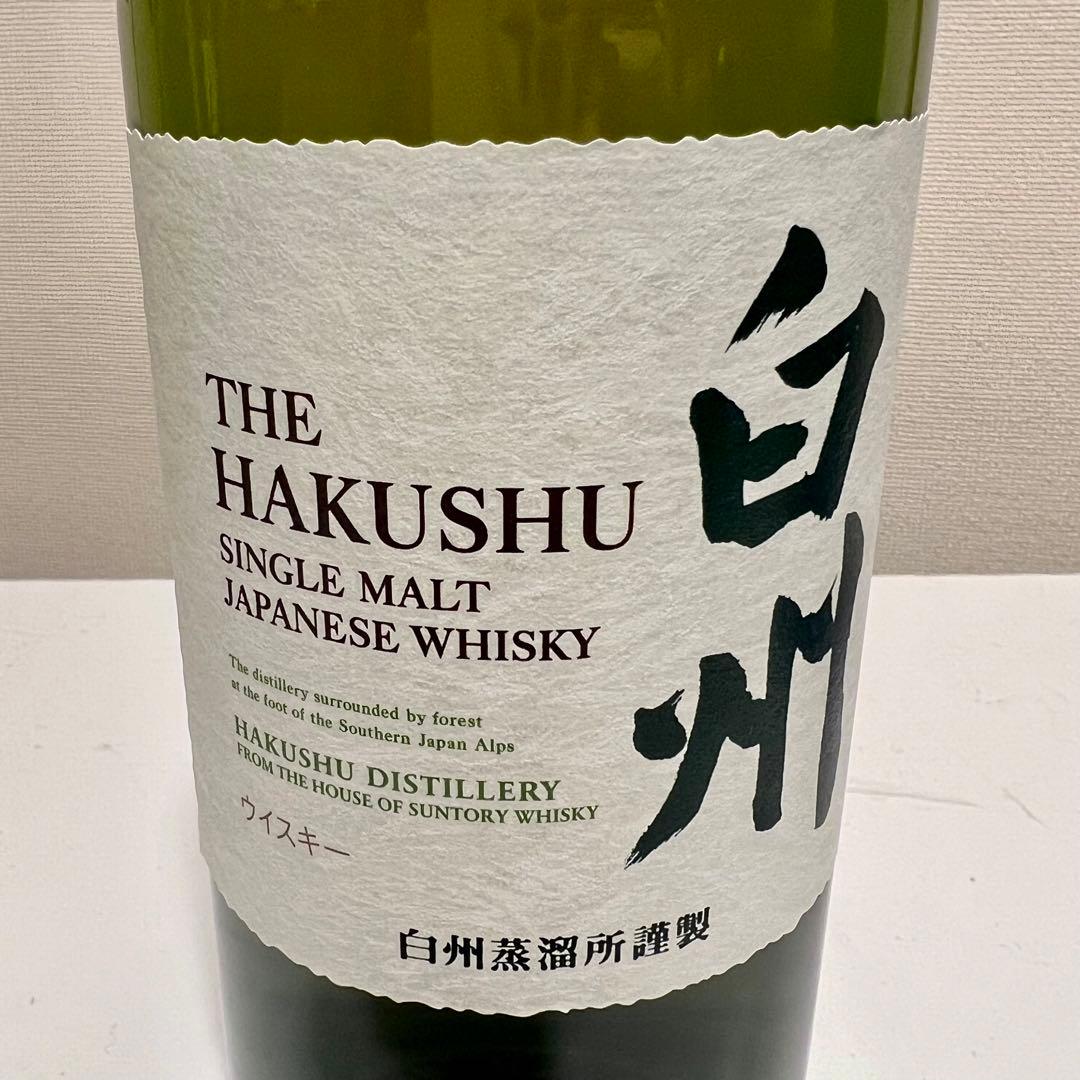 THE
HAKUSHU
SINGLE MALT
JAPANESE WHISKY
The distillery surrounded by forest
at the foot of the Southern Japan Alps
HAKUSHU DISTILLERY
FROM THE HOUSE OF SUNTORY WHISKY
ウイスキー
白州
白州蒸溜所謹製